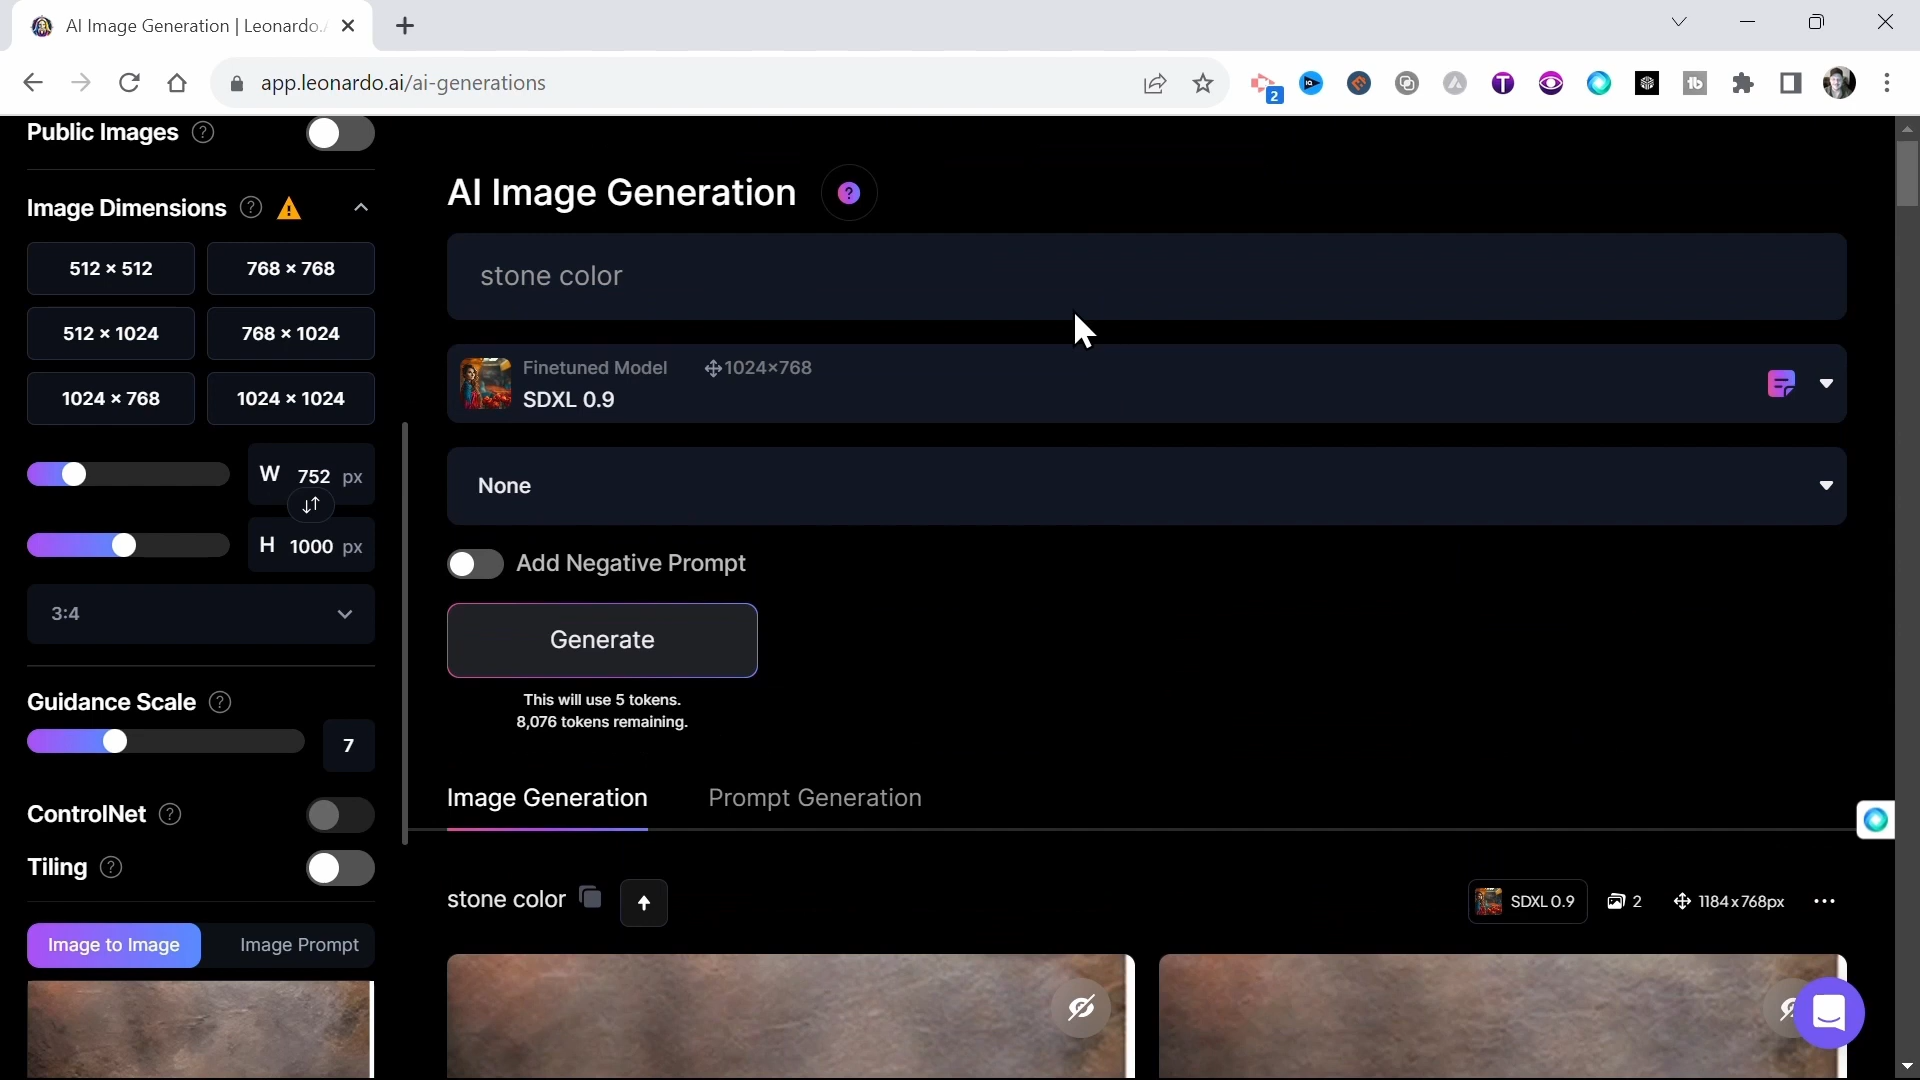 AI Image Generation | Leonardo.
app.leonardo.ai/ai-generations
2
Public Images ?
Image Dimensions ?
512 × 512
768 × 768
512 × 1024
768 × 1024
1024 × 768
1024 × 1024
W 752 px
H 1000 px
3:4
Guidance Scale ?
7
ControlNet ?
Tiling ?
Image to Image
Image Prompt
AI Image Generation ?
stone color
Finetuned Model 1024×768
SDXL 0.9
None
Add Negative Prompt
Generate
This will use 5 tokens.
8,076 tokens remaining.
Image Generation
Prompt Generation
stone color
SDXL 0.9
2
1184 x 768px